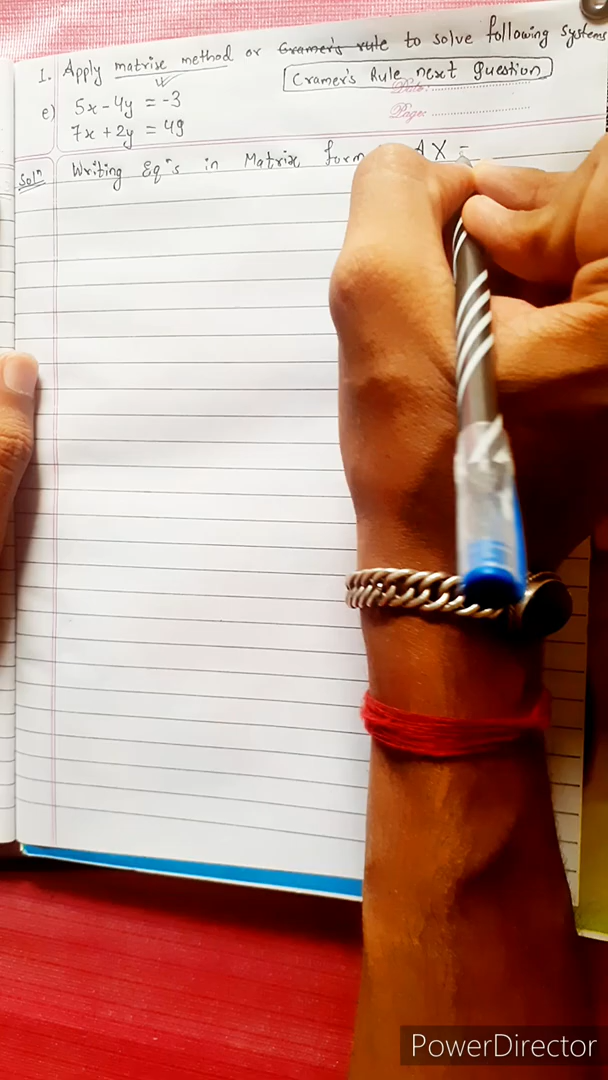 1. Apply matrix method or Cramer's rule to solve following systems
Cramer's Rule next Question
Date:
e) 5x - 4y = -3
Page:
7x + 2y = 49
Solⁿ Writing Eqⁿs in Matrix form AX =
PowerDirector